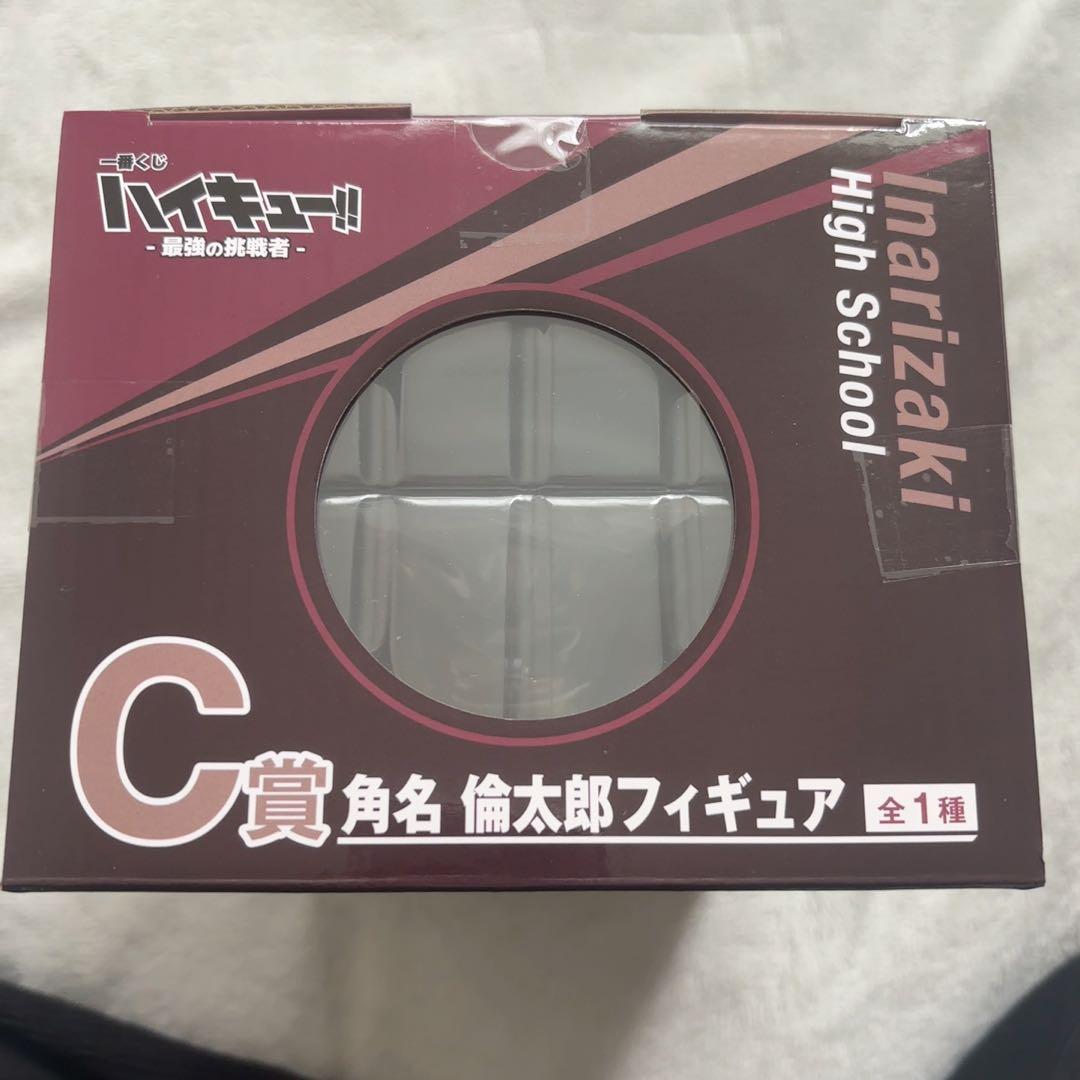 一番くじ
ハイキュー!!
- 最強の挑戦者 -
Inarizaki
High School
C賞 角名 倫太郎フィギュア 全1種